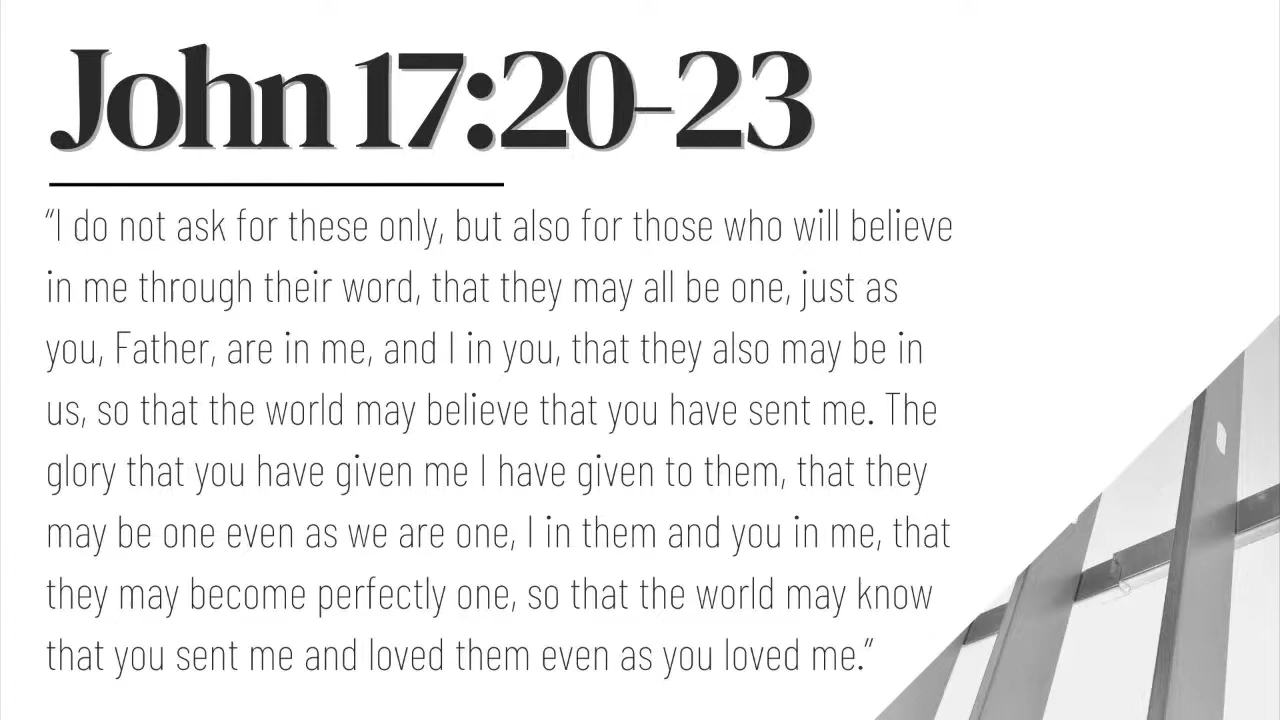 John 17:20-23
“I do not ask for these only, but also for those who will believe
in me through their word, that they may all be one, just as
you, Father, are in me, and I in you, that they also may be in
us, so that the world may believe that you have sent me. The
glory that you have given me I have given to them, that they
may be one even as we are one, I in them and you in me, that
they may become perfectly one, so that the world may know
that you sent me and loved them even as you loved me.”